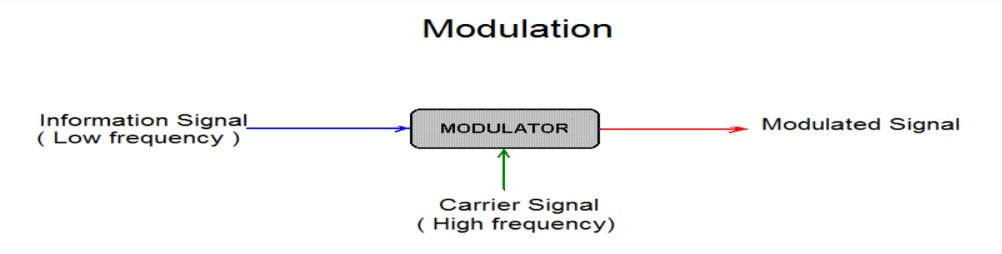 Modulation
Information Signal
( Low frequency )
MODULATOR
Modulated Signal
Carrier Signal
( High frequency)